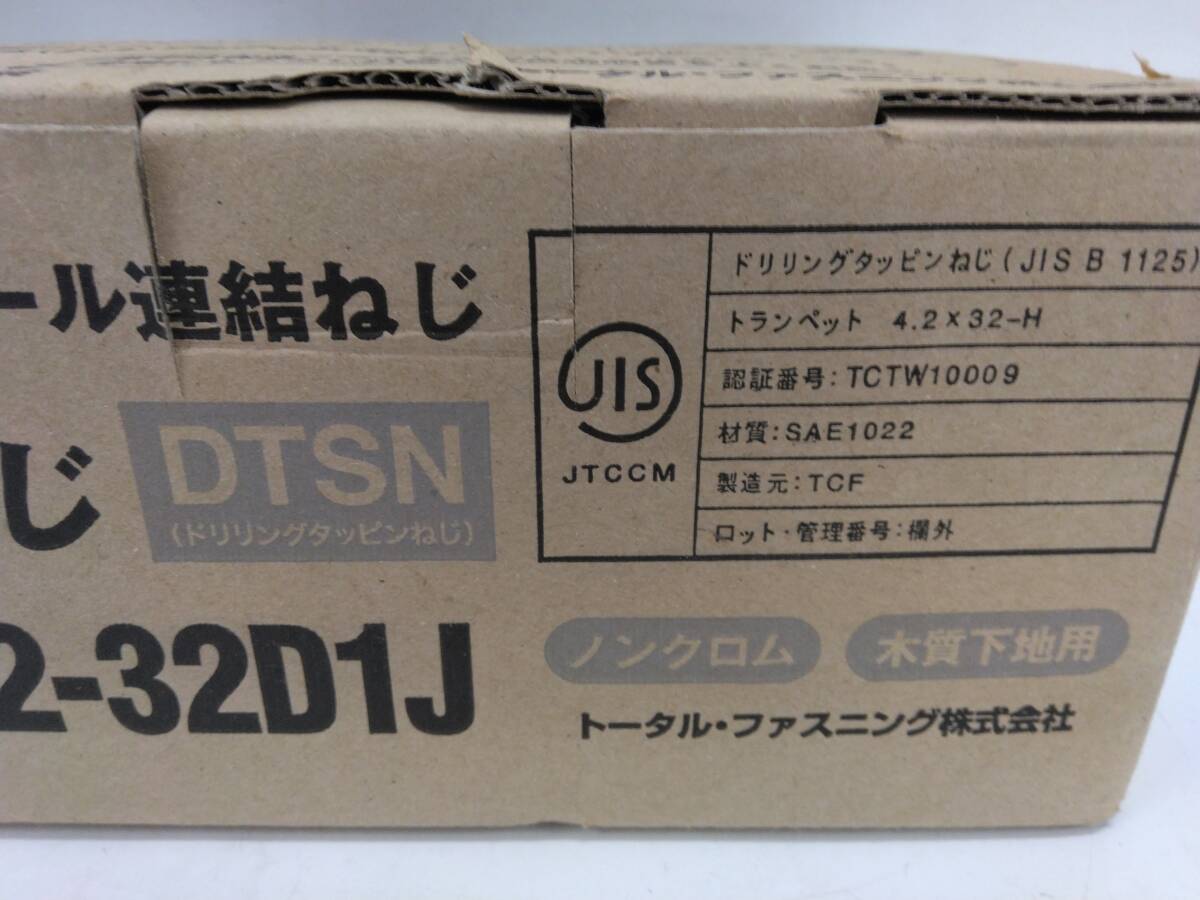 ール連結ねじ
じ
DTSN
(ドリリングタッピンねじ)
2-32D1J
JIS
JTCCM
ドリリングタッピンねじ(JIS B 1125)
トランペット 4.2×32-H
認証番号:TCTW10009
材質:SAE1022
製造元:TCF
ロット・管理番号:欄外
ノンクロム 木質下地用
トータル・ファスニング株式会社